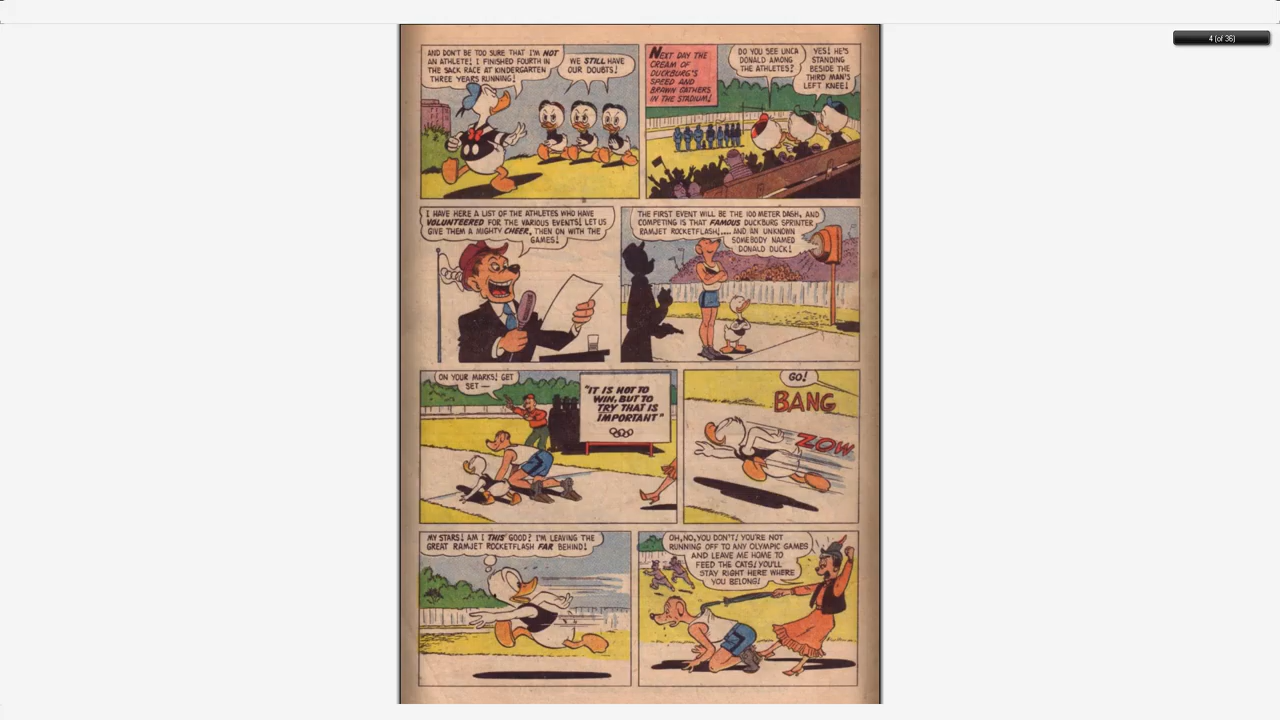 4 (of 36)
AND DON'T BE TOO SURE THAT I'M NOT
AN ATHLETE! I FINISHED FOURTH IN
THE SACK RACE AT KINDERGARTEN
THREE YEARS RUNNING!
WE STILL HAVE
OUR DOUBTS!
NEXT DAY THE
CREAM OF
DUCKBURG'S
SPEED AND
BRAWN GATHERS
IN THE STADIUM!
DO YOU SEE UNCA
DONALD AMONG
THE ATHLETES?
YES! HE'S
STANDING
BESIDE THE
THIRD MAN'S
LEFT KNEE!
I HAVE HERE A LIST OF THE ATHLETES WHO HAVE
VOLUNTEERED FOR THE VARIOUS EVENTS! LET US
GIVE THEM A MIGHTY CHEER, THEN ON WITH THE
GAMES!
THE FIRST EVENT WILL BE THE 100 METER DASH, AND
COMPETING IS THAT FAMOUS DUCKBURG SPRINTER
RAMJET ROCKETFLASH!.... AND AN UNKNOWN
SOMEBODY NAMED
DONALD DUCK!
ON YOUR MARKS! GET
SET —
"IT IS NOT TO
WIN, BUT TO
TRY THAT IS
IMPORTANT"
GO!
BANG
ZOW
MY STARS! AM I THIS GOOD? I'M LEAVING THE
GREAT RAMJET ROCKETFLASH FAR BEHIND!
OH, NO, YOU DON'T! YOU'RE NOT
RUNNING OFF TO ANY OLYMPIC GAMES
AND LEAVE ME HOME TO
FEED THE CATS! YOU'LL
STAY RIGHT HERE WHERE
YOU BELONG!